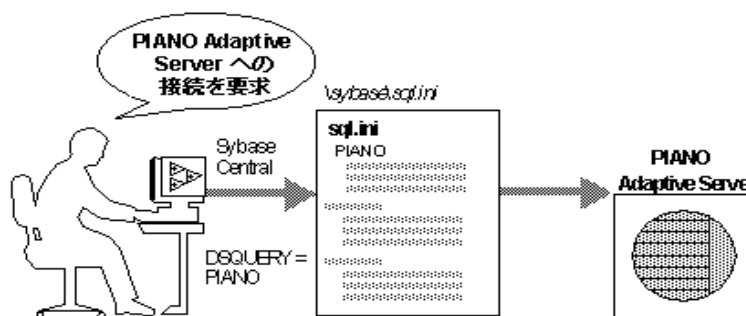 PIANO Adaptive
Server への
接続を要求
\sybase\sql.ini
Sybase
Central
sql.ini
PIANO
DSQUERY =
PIANO
PIANO
Adaptive Serve